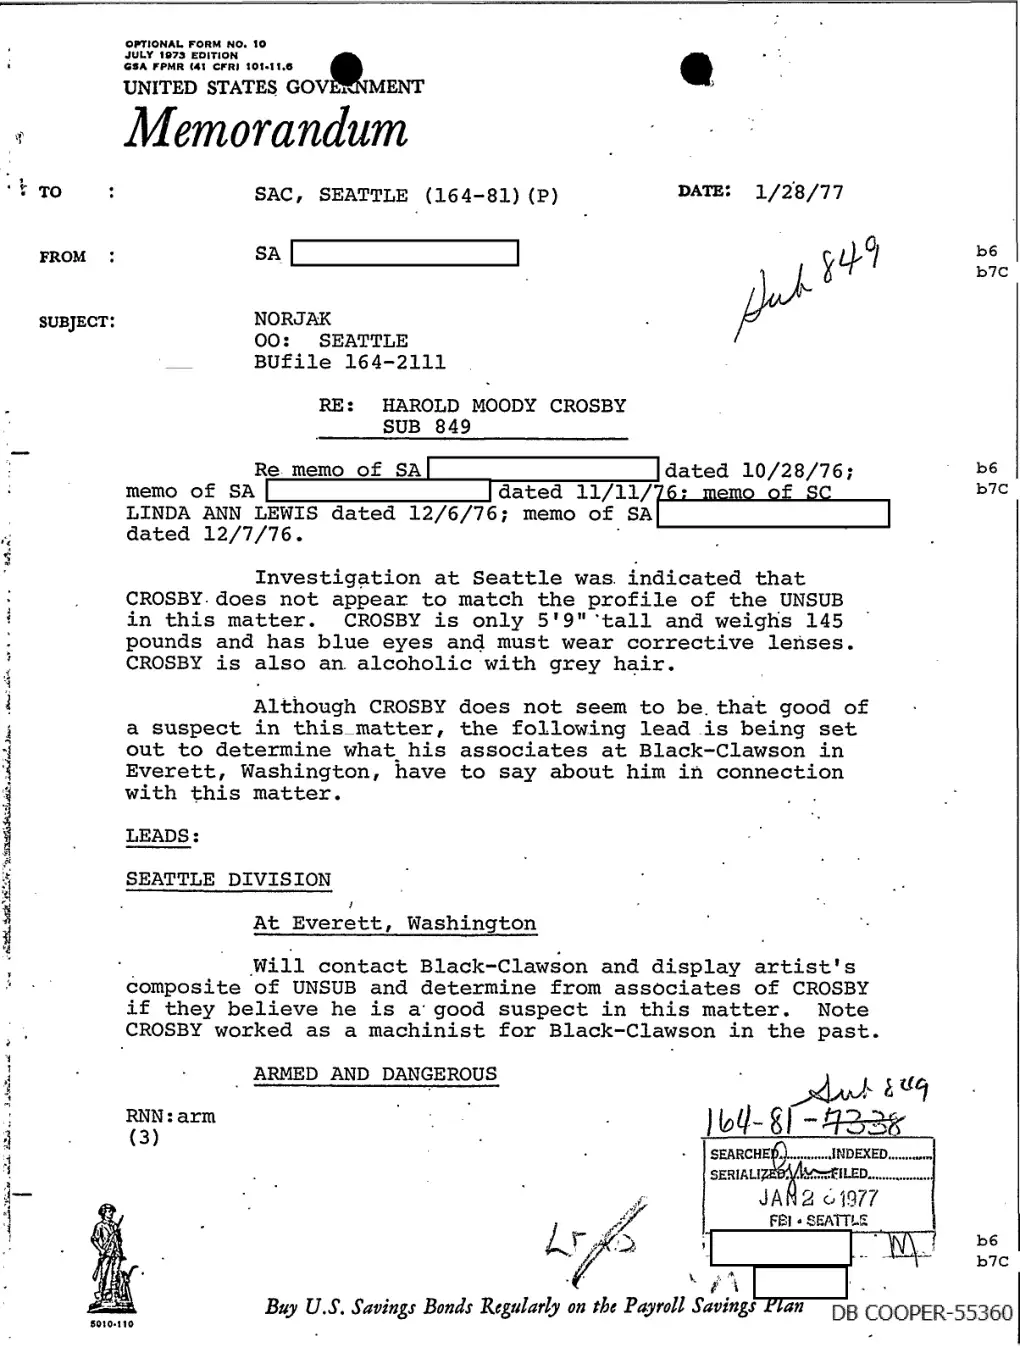 OPTIONAL FORM NO. 10
JULY 1973 EDITION
GSA FPMR (41 CFR) 101-11.6
UNITED STATES GOVERNMENT
Memorandum
TO : SAC, SEATTLE (164-81)(P) DATE: 1/28/77
FROM : SA b6
b7C
Sub 849
SUBJECT: NORJAK
OO: SEATTLE
BUfile 164-2111
RE: HAROLD MOODY CROSBY
SUB 849
Re memo of SA dated 10/28/76; b6
memo of SA dated 11/11/76; memo of SC b7C
LINDA ANN LEWIS dated 12/6/76; memo of SA
dated 12/7/76.
Investigation at Seattle was indicated that
CROSBY does not appear to match the profile of the UNSUB
in this matter. CROSBY is only 5'9" tall and weighs 145
pounds and has blue eyes and must wear corrective lenses.
CROSBY is also an alcoholic with grey hair.
Although CROSBY does not seem to be that good of
a suspect in this matter, the following lead is being set
out to determine what his associates at Black-Clawson in
Everett, Washington, have to say about him in connection
with this matter.
LEADS:
SEATTLE DIVISION
At Everett, Washington
Will contact Black-Clawson and display artist's
composite of UNSUB and determine from associates of CROSBY
if they believe he is a good suspect in this matter. Note
CROSBY worked as a machinist for Black-Clawson in the past.
ARMED AND DANGEROUS
Sub 849
RNN:arm
(3)
164-81-7338
SEARCHED INDEXED
SERIALIZED FILED
JAN 2 1977
FBI - SEATTLE
b6
b7C
Buy U.S. Savings Bonds Regularly on the Payroll Savings Plan
5010-110
DB COOPER-55360